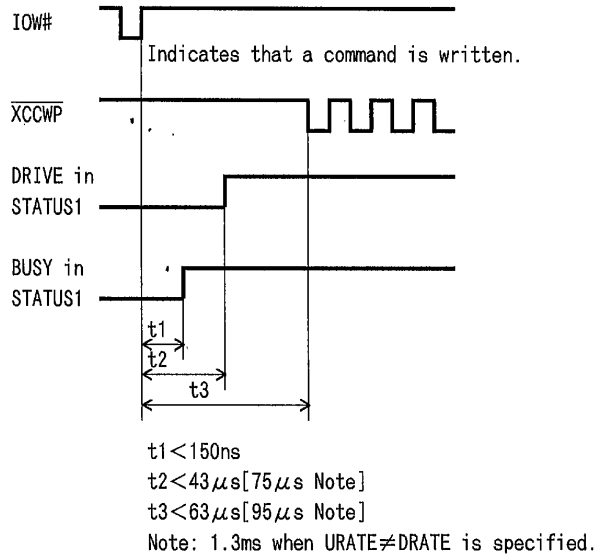 IOW#
Indicates that a command is written.
XCCWP
DRIVE in
STATUS1
BUSY in
STATUS1
t1
t2
t3
t1<150ns
t2<43μs[75μs Note]
t3<63μs[95μs Note]
Note: 1.3ms when URATE≠DRATE is specified.